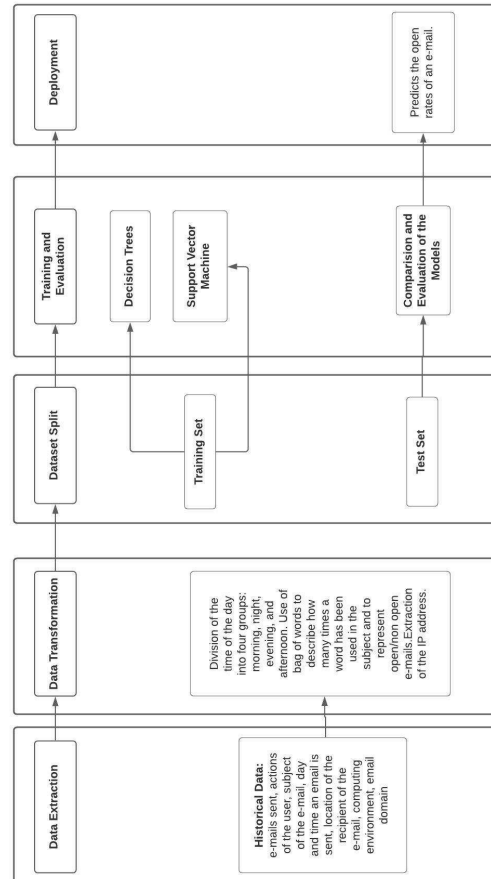 Data Extraction
Historical Data:
e-mails sent, actions
of the user, subject
of the e-mail, day
and time an email is
sent, location of the
recipient of the
e-mail, computing
environment, email
domain
Data Transformation
Division of the
time of the day
into four groups:
morning, night,
evening, and
afternoon. Use of
bag of words to
describe how
many times a
word has been
used in the
subject and to
represent
open/non open
e-mails.Extraction
of the IP address.
Dataset Split
Training Set
Test Set
Training and
Evaluation
Decision Trees
Support Vector
Machine
Comparision and
Evaluation of the
Models
Deployment
Predicts the open
rates of an e-mail.